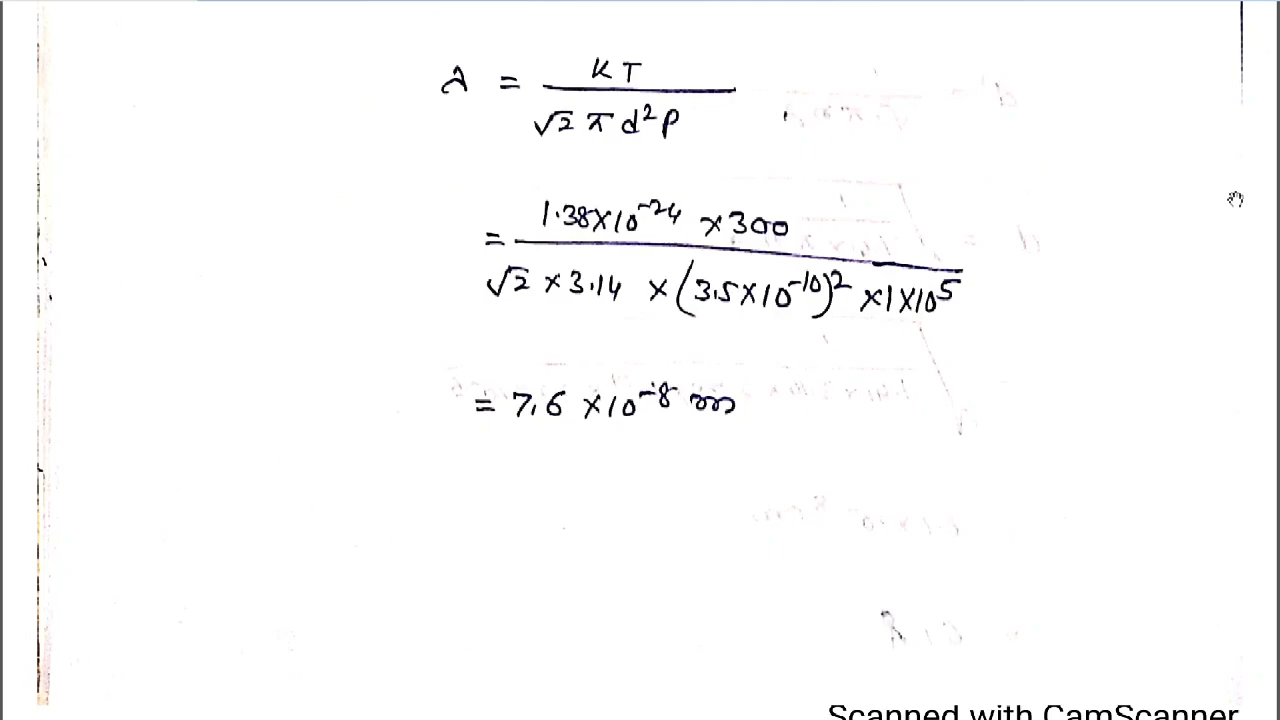 λ = KT / √2 π d²P
= 1.38×10⁻²⁴ ×300 / √2 ×3.14 ×(3.5×10⁻¹⁰)² ×1×10⁵
= 7.6 ×10⁻⁸ m
Scanned with CamScanner